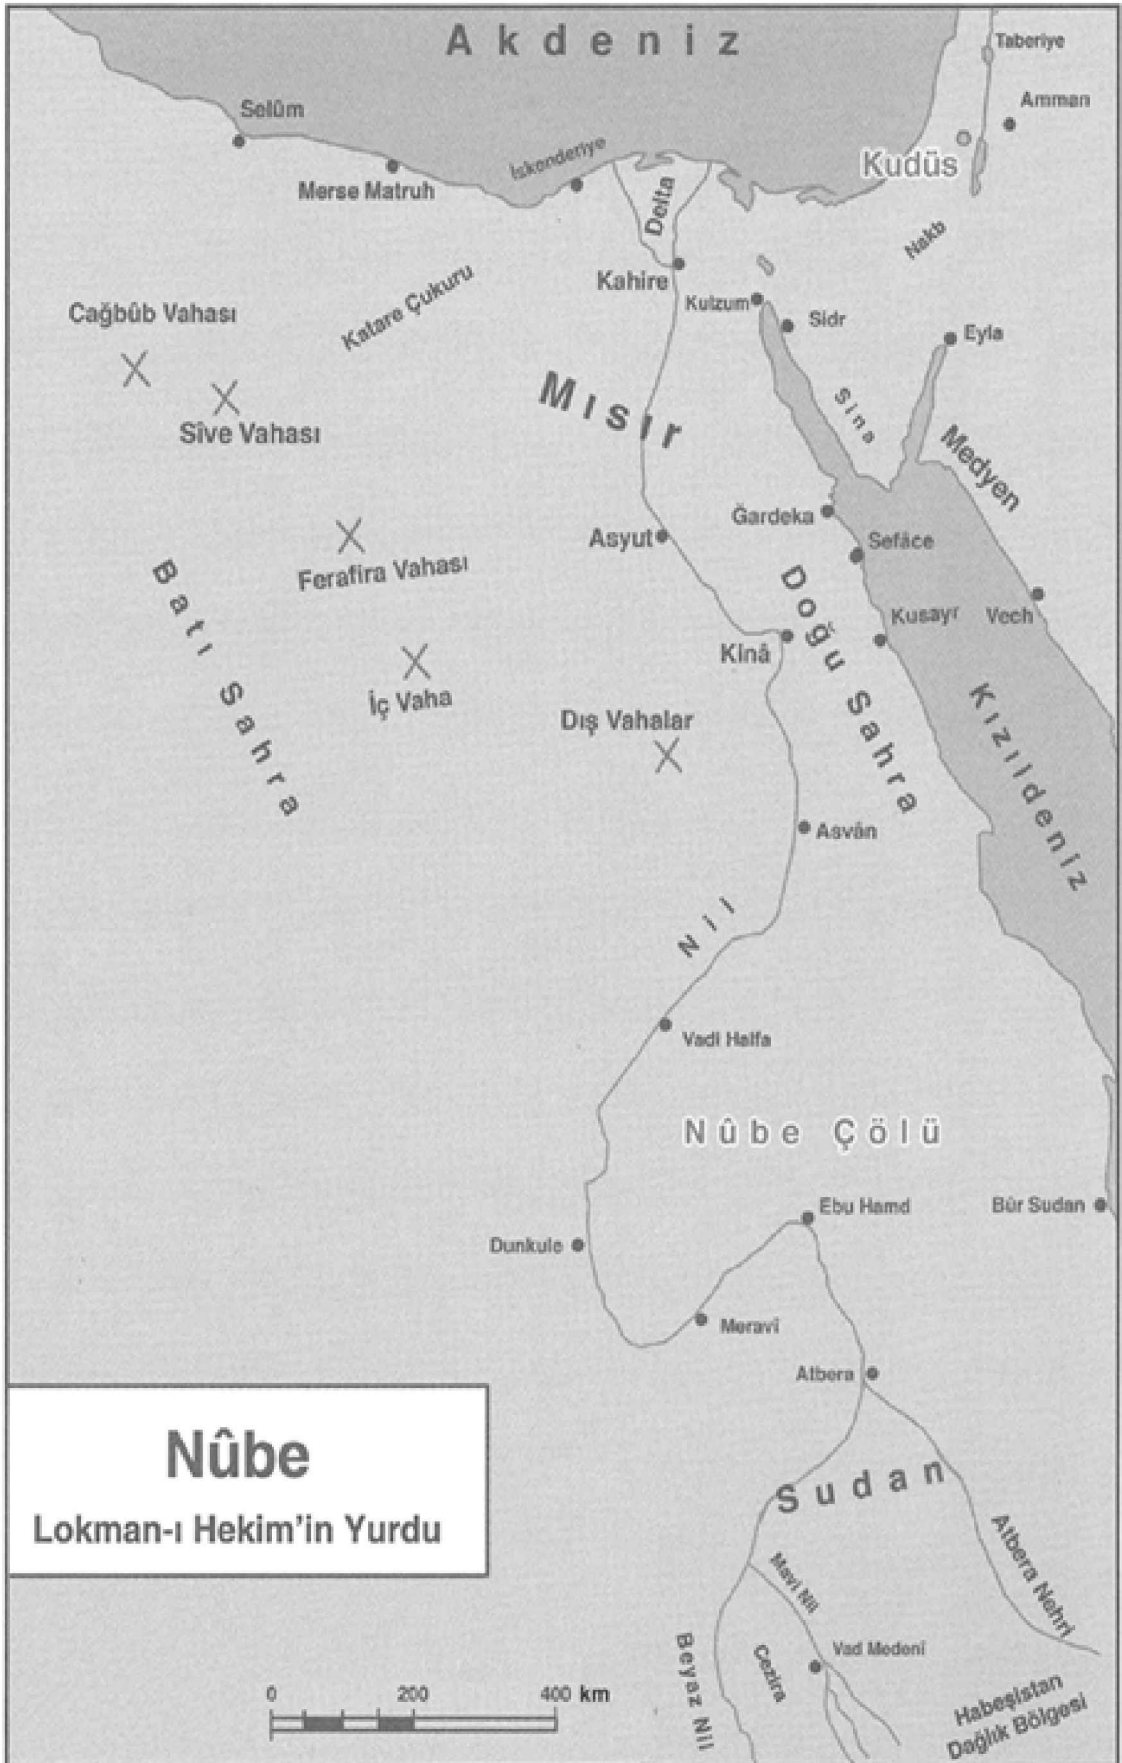 Akdeniz
Taberiye
Amman
Selûm
Kudüs
İskenderiye
Merse Matruh
Delta
Nakb
Kahire
Kulzum
Sidr
Eyla
Katare Çukuru
Cağbûb Vahası
Sîve Vahası
Mısır
Sina
Medyen
Ğardeka
Asyut
Sefâce
Ferafira Vahası
Batı Sahra
Doğu Sahra
Kusayr
Vech
Kînâ
İç Vaha
Dış Vahalar
Kızıldeniz
Asvân
Nil
Vadi Halfa
Nûbe Çölü
Ebu Hamd
Bûr Sudan
Dunkule
Meravî
Atbera
Nûbe
Lokman-ı Hekim'in Yurdu
Sudan
Atbera Nehri
Mavi Nil
Beyaz Nil
Cezira
Vad Medenî
Habeşistan
Dağlık Bölgesi
0 200 400 km